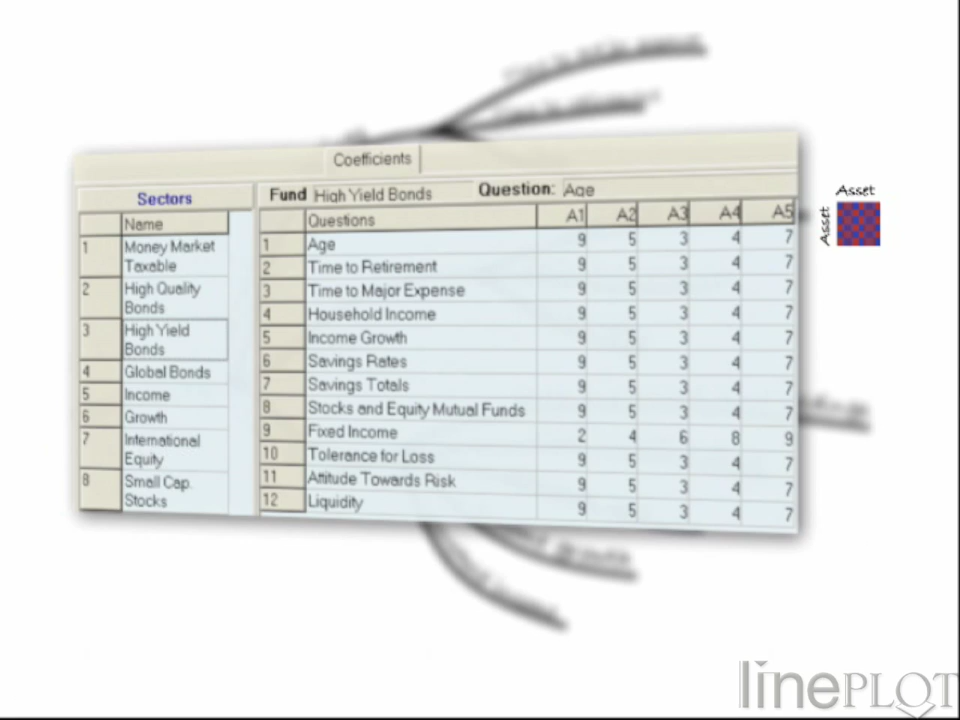 Coefficients
Asset
Asset
Sectors
Name
1 Money Market
Taxable
2 High Quality
Bonds
3 High Yield
Bonds
4 Global Bonds
5 Income
6 Growth
7 International
Equity
8 Small Cap.
Stocks
Fund High Yield Bonds Question: Age
Questions A1 A2 A3 A4 A5
1 Age 9 5 3 4 7
2 Time to Retirement 9 5 3 4 7
3 Time to Major Expense 9 5 3 4 7
4 Household Income 9 5 3 4 7
5 Income Growth 9 5 3 4 7
6 Savings Rates 9 5 3 4 7
7 Savings Totals 9 5 3 4 7
8 Stocks and Equity Mutual Funds 9 5 3 4 7
9 Fixed Income 2 4 6 8 9
10 Tolerance for Loss 9 5 3 4 7
11 Attitude Towards Risk 9 5 3 4 7
12 Liquidity 9 5 3 4 7
linePLOT